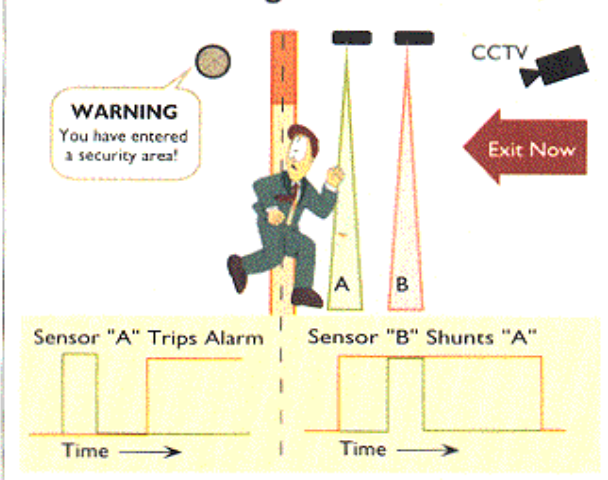 CCTV
WARNING
You have entered
a security area!
Exit Now
A
B
Sensor "A" Trips Alarm
Sensor "B" Shunts "A"
Time
Time